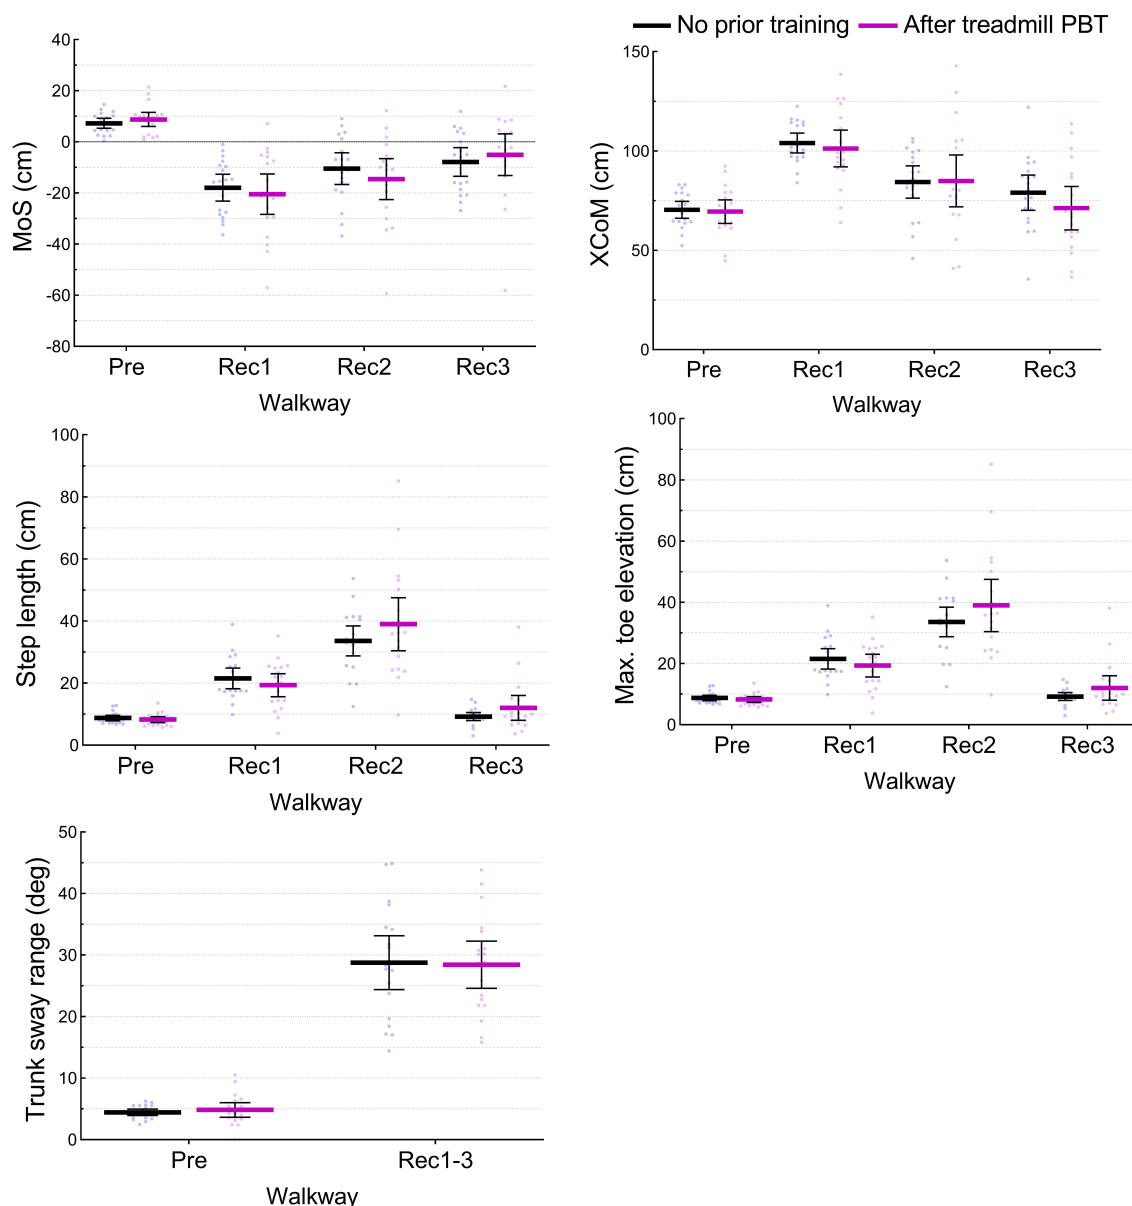 No prior training After treadmill PBT
MoS (cm)
40
20
0
-20
-40
-60
-80
Pre Rec1 Rec2 Rec3
Walkway
XCoM (cm)
150
100
50
0
Pre Rec1 Rec2 Rec3
Walkway
Step length (cm)
100
80
60
40
20
0
Pre Rec1 Rec2 Rec3
Walkway
Max. toe elevation (cm)
100
80
60
40
20
0
Pre Rec1 Rec2 Rec3
Walkway
Trunk sway range (deg)
50
40
30
20
10
0
Pre Rec1-3
Walkway